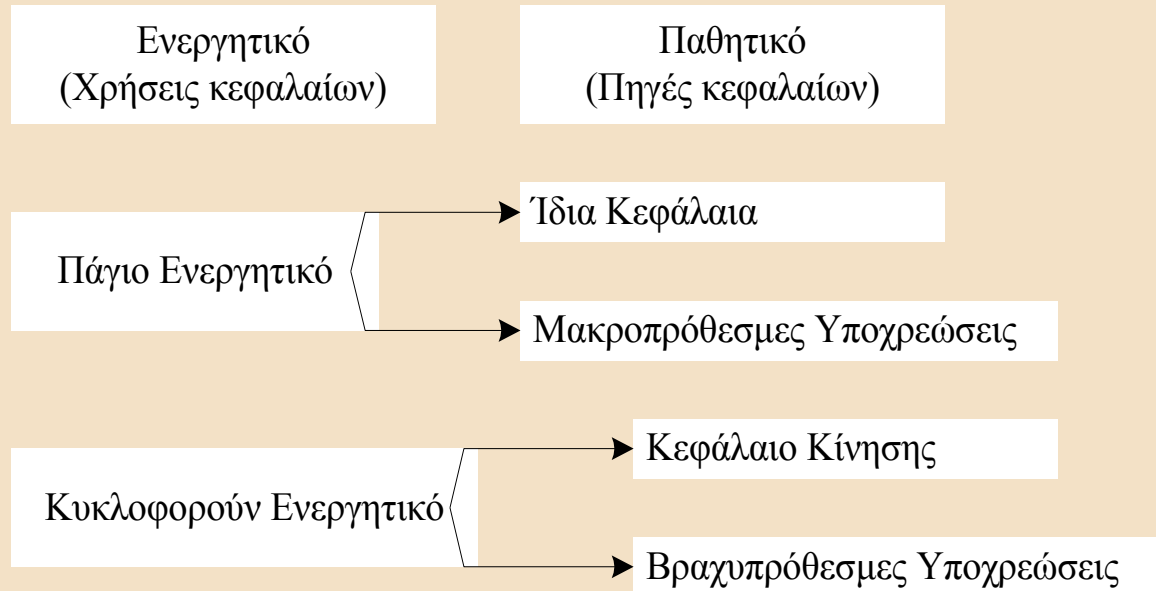 Ενεργητικό
(Χρήσεις κεφαλαίων)
Παθητικό
(Πηγές κεφαλαίων)
Πάγιο Ενεργητικό
Ίδια Κεφάλαια
Μακροπρόθεσμες Υποχρεώσεις
Κυκλοφορούν Ενεργητικό
Κεφάλαιο Κίνησης
Βραχυπρόθεσμες Υποχρεώσεις